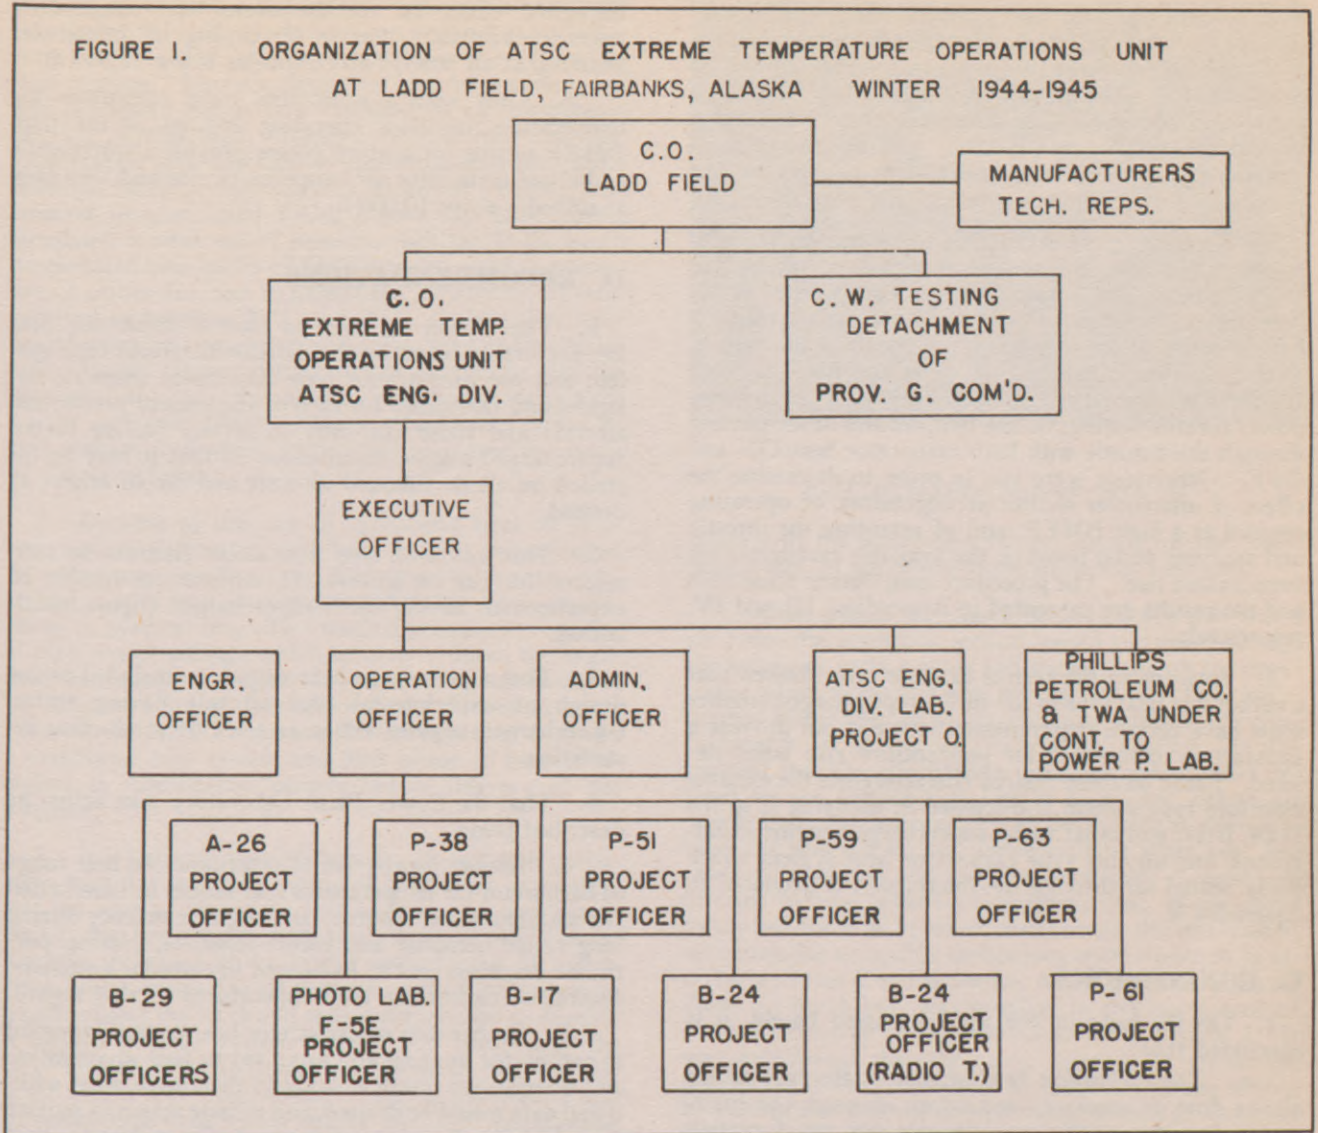 FIGURE 1. ORGANIZATION OF ATSC EXTREME TEMPERATURE OPERATIONS UNIT
AT LADD FIELD, FAIRBANKS, ALASKA WINTER 1944-1945
C.O.
LADD FIELD
MANUFACTURERS
TECH. REPS.
C.O.
EXTREME TEMP.
OPERATIONS UNIT
ATSC ENG. DIV.
C.W. TESTING
DETACHMENT
OF
PROV. G. COM'D.
EXECUTIVE
OFFICER
ENGR.
OFFICER
OPERATION
OFFICER
ADMIN.
OFFICER
ATSC ENG.
DIV. LAB.
PROJECT O.
PHILLIPS
PETROLEUM CO.
& TWA UNDER
CONT. TO
POWER P. LAB.
A-26
PROJECT
OFFICER
P-38
PROJECT
OFFICER
P-51
PROJECT
OFFICER
P-59
PROJECT
OFFICER
P-63
PROJECT
OFFICER
B-29
PROJECT
OFFICERS
PHOTO LAB.
F-5E
PROJECT
OFFICER
B-17
PROJECT
OFFICER
B-24
PROJECT
OFFICER
B-24
PROJECT
OFFICER
(RADIO T.)
P-61
PROJECT
OFFICER